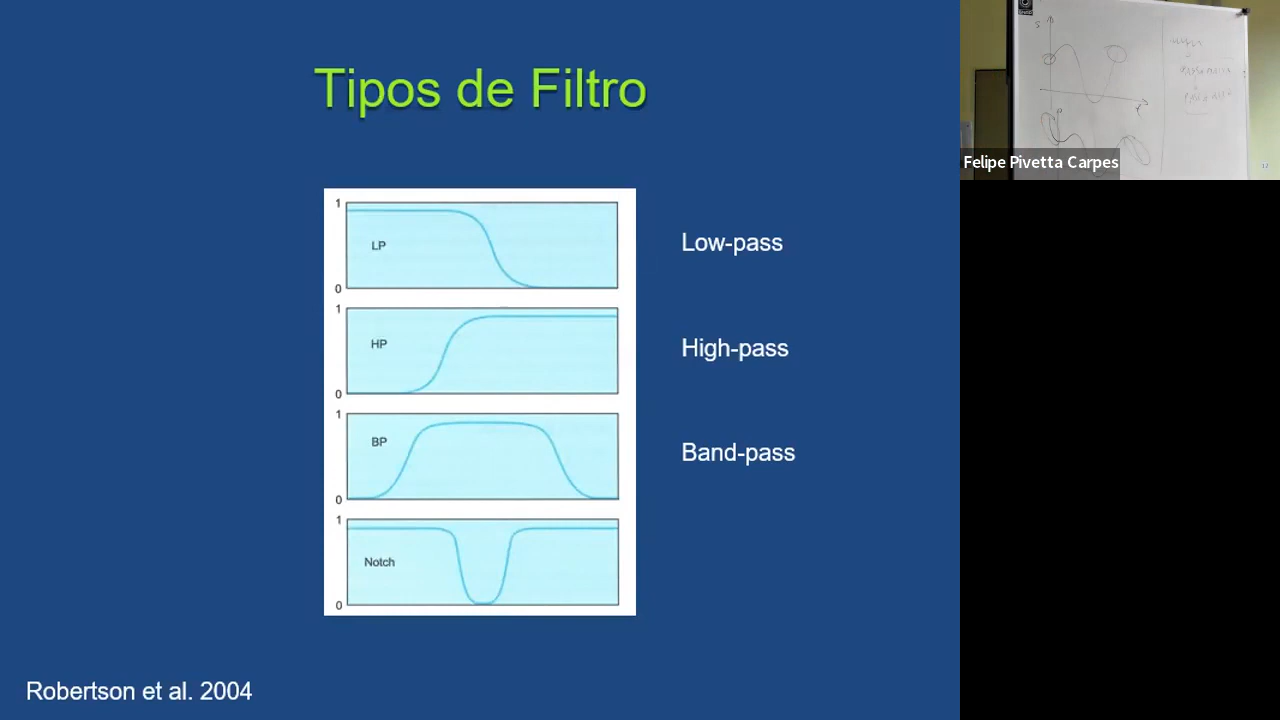 Tipos de Filtro
1
LP
0
Low-pass
1
HP
0
High-pass
1
BP
0
Band-pass
1
Notch
0
Robertson et al. 2004
Felipe Pivetta Carpes
12